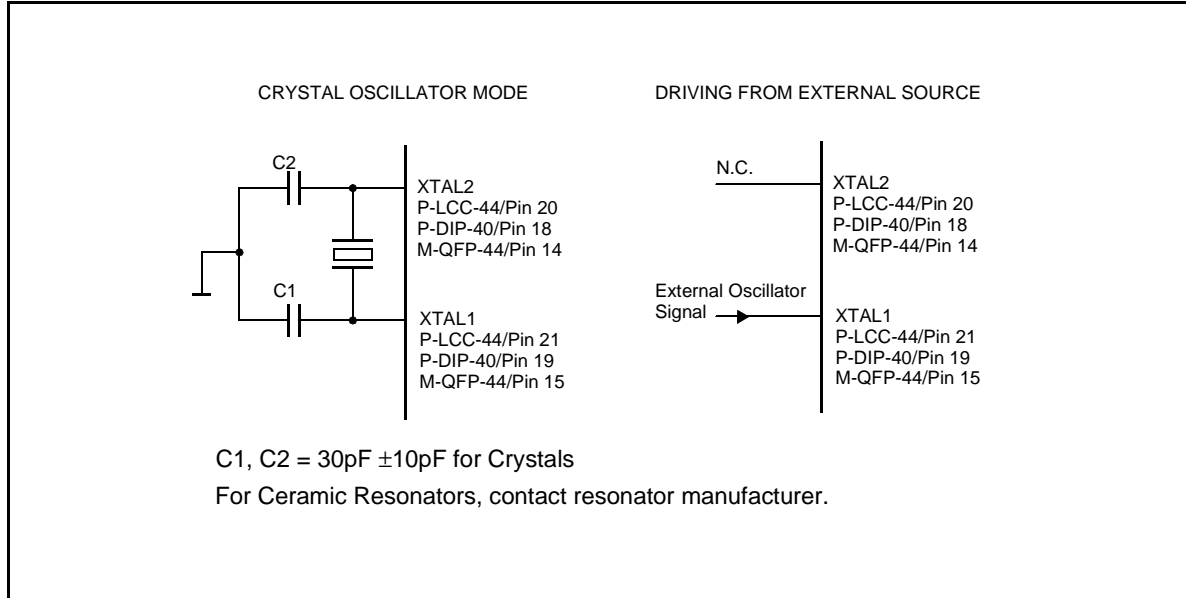 CRYSTAL OSCILLATOR MODE
DRIVING FROM EXTERNAL SOURCE
C2
XTAL2
P-LCC-44/Pin 20
P-DIP-40/Pin 18
M-QFP-44/Pin 14
C1
XTAL1
P-LCC-44/Pin 21
P-DIP-40/Pin 19
M-QFP-44/Pin 15
N.C.
XTAL2
P-LCC-44/Pin 20
P-DIP-40/Pin 18
M-QFP-44/Pin 14
External Oscillator
Signal
XTAL1
P-LCC-44/Pin 21
P-DIP-40/Pin 19
M-QFP-44/Pin 15
C1, C2 = 30pF ±10pF for Crystals
For Ceramic Resonators, contact resonator manufacturer.